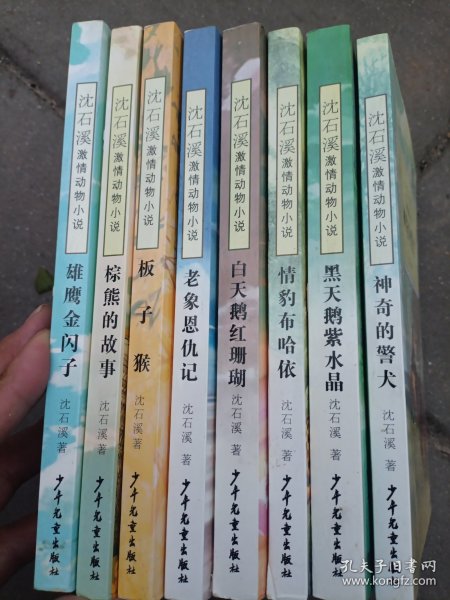 沈石溪激情动物小说
雄鹰金闪子
沈石溪 著
少年儿童出版社
沈石溪激情动物小说
棕熊的故事
沈石溪 著
少年儿童出版社
沈石溪激情动物小说
板子猴
沈石溪 著
少年儿童出版社
沈石溪激情动物小说
老象恩仇记
沈石溪 著
少年儿童出版社
沈石溪激情动物小说
白天鹅红珊瑚
沈石溪 著
少年儿童出版社
沈石溪激情动物小说
情豹布哈依
沈石溪 著
少年儿童出版社
沈石溪激情动物小说
黑天鹅紫水晶
沈石溪 著
少年儿童出版社
沈石溪激情动物小说
神奇的警犬
沈石溪 著
少年儿童出版社
孔夫子旧书网
www.kongfz.com